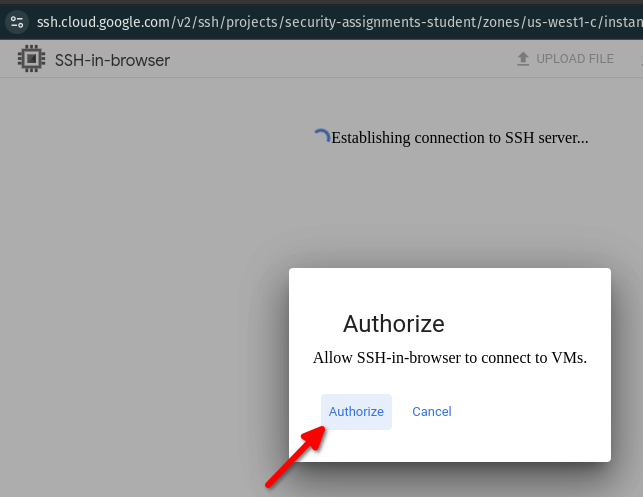 ssh.cloud.google.com/v2/ssh/projects/security-assignments-student/zones/us-west1-c/instan
SSH-in-browser
UPLOAD FILE
Establishing connection to SSH server...
Authorize
Allow SSH-in-browser to connect to VMs.
Authorize
Cancel